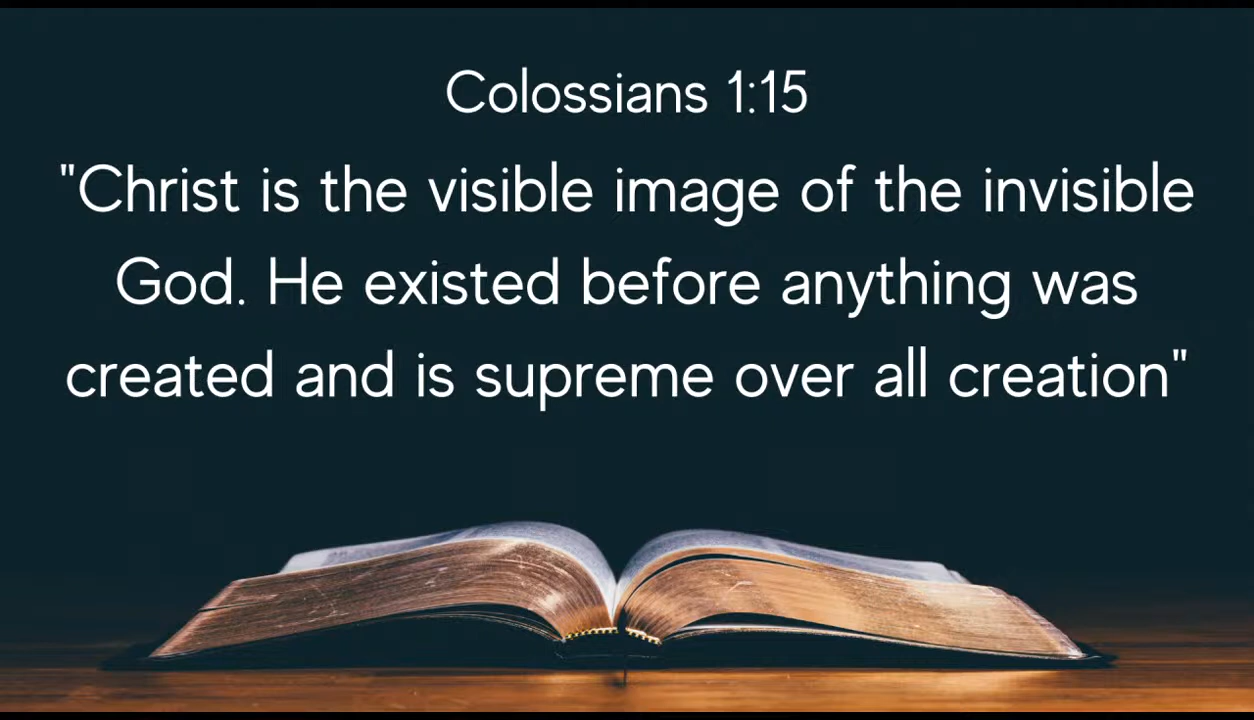 Colossians 1:15
"Christ is the visible image of the invisible
God. He existed before anything was
created and is supreme over all creation"